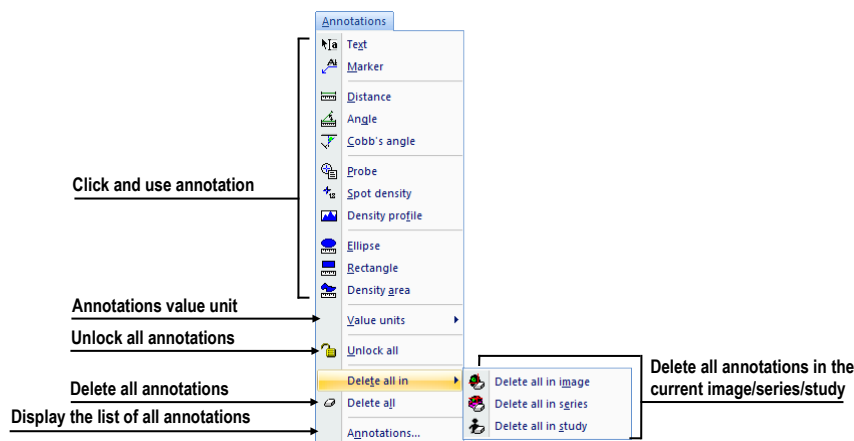 Annotations
Text
Marker
Distance
Angle
Cobb's angle
Probe
Click and use annotation
Spot density
Density profile
Ellipse
Rectangle
Density area
Annotations value unit
Value units
Unlock all annotations
Unlock all
Delete all in
Delete all in image
Delete all annotations in the
current image/series/study
Delete all annotations
Delete all
Delete all in series
Display the list of all annotations
Delete all in study
Annotations...